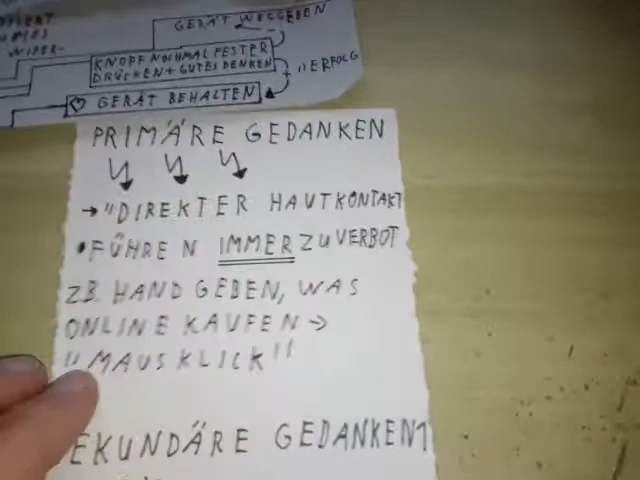 GERÄT WEGGEBEN
KNOPF NOCHMAL FESTER
DRÜCKEN + GUTES DENKEN
"ERFOLG
♡ GERÄT BEHALTEN
PRIMÄRE GEDANKEN
→ "DIREKTER HAUTKONTAKT
•FÜHREN IMMER ZU VERBOT
ZB. HAND GEBEN, WAS
ONLINE KAUFEN →
"MAUSKLICK"
EKUNDÄRE GEDANKEN